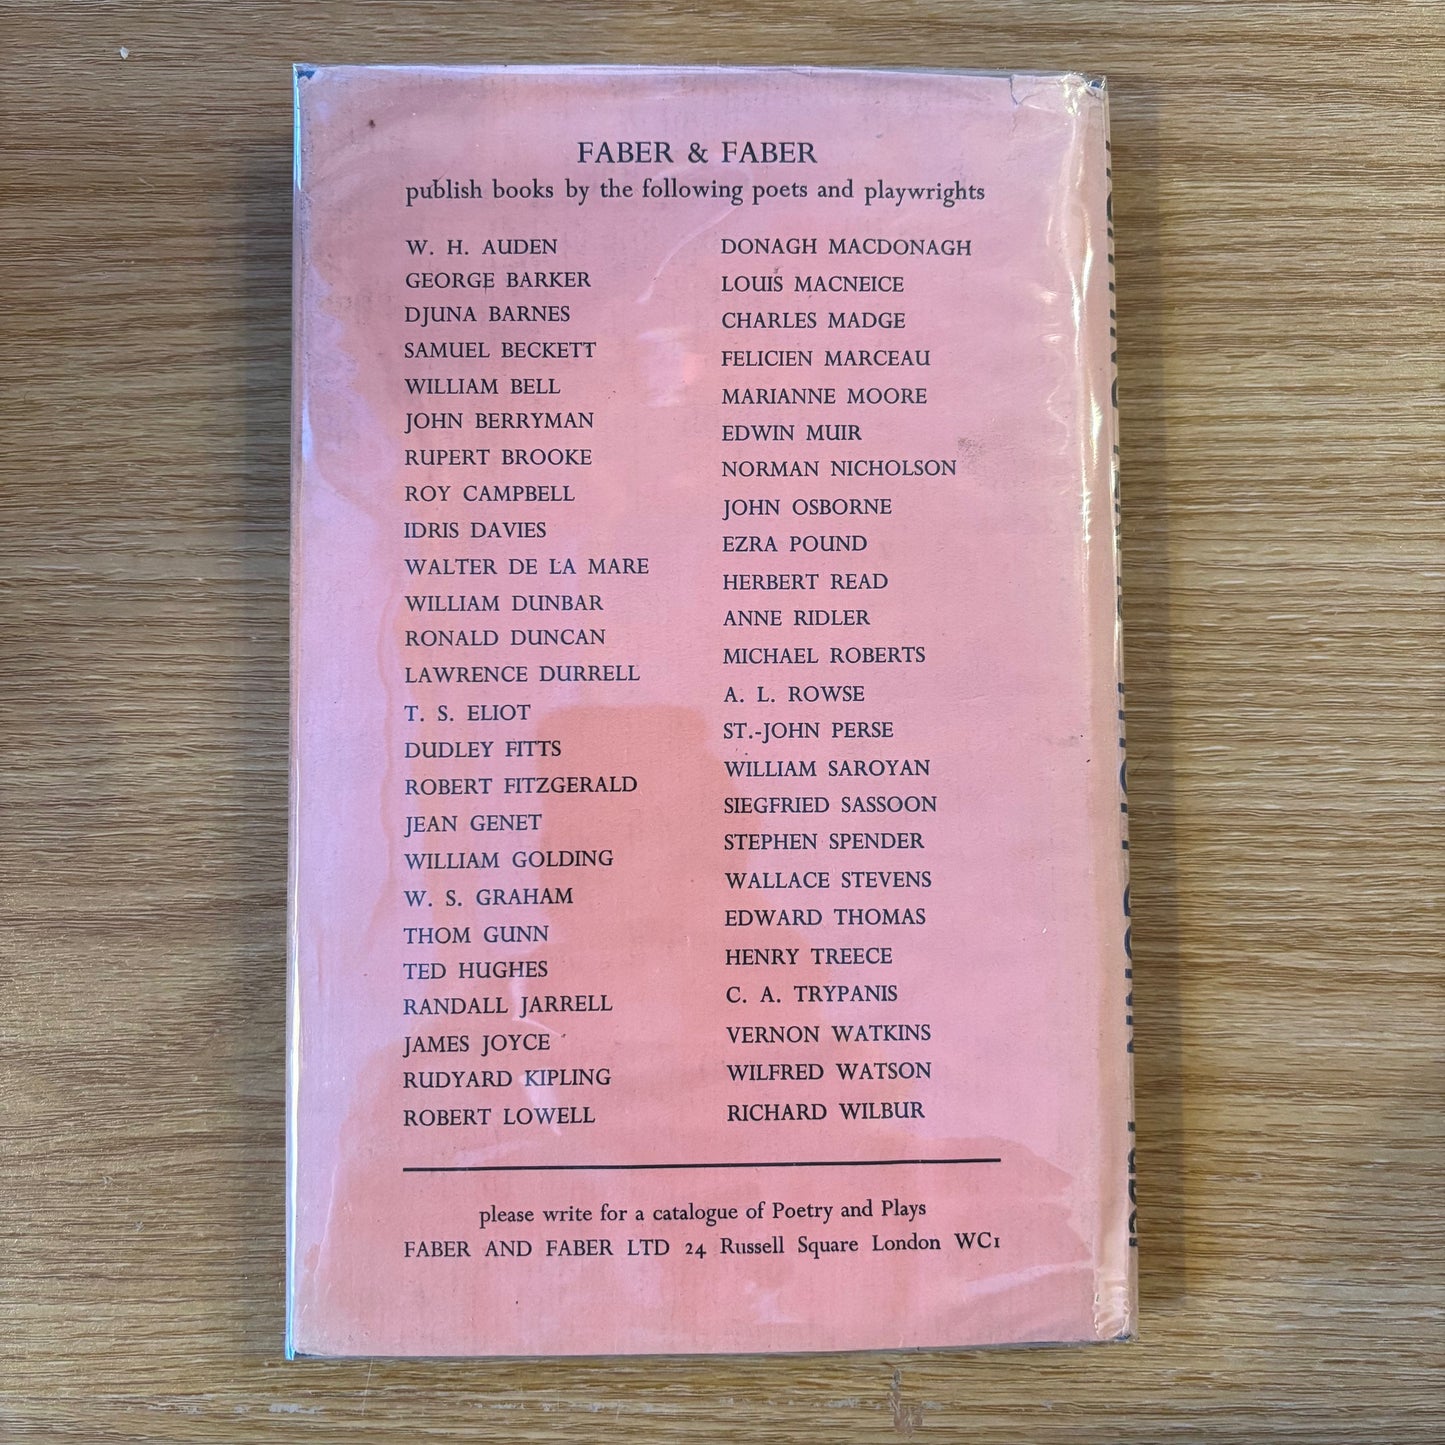 FABER & FABER
publish books by the following poets and playwrights
W. H. AUDEN
GEORGE BARKER
DJUNA BARNES
SAMUEL BECKETT
WILLIAM BELL
JOHN BERRYMAN
RUPERT BROOKE
ROY CAMPBELL
IDRIS DAVIES
WALTER DE LA MARE
WILLIAM DUNBAR
RONALD DUNCAN
LAWRENCE DURRELL
T. S. ELIOT
DUDLEY FITTS
ROBERT FITZGERALD
JEAN GENET
WILLIAM GOLDING
W. S. GRAHAM
THOM GUNN
TED HUGHES
RANDALL JARRELL
JAMES JOYCE
RUDYARD KIPLING
ROBERT LOWELL
DONAGH MACDONAGH
LOUIS MACNEICE
CHARLES MADGE
FELICIEN MARCEAU
MARIANNE MOORE
EDWIN MUIR
NORMAN NICHOLSON
JOHN OSBORNE
EZRA POUND
HERBERT READ
ANNE RIDLER
MICHAEL ROBERTS
A. L. ROWSE
ST.-JOHN PERSE
WILLIAM SAROYAN
SIEGFRIED SASSOON
STEPHEN SPENDER
WALLACE STEVENS
EDWARD THOMAS
HENRY TREECE
C. A. TRYPANIS
VERNON WATKINS
WILFRED WATSON
RICHARD WILBUR
please write for a catalogue of Poetry and Plays
FABER AND FABER LTD 24 Russell Square London WC1